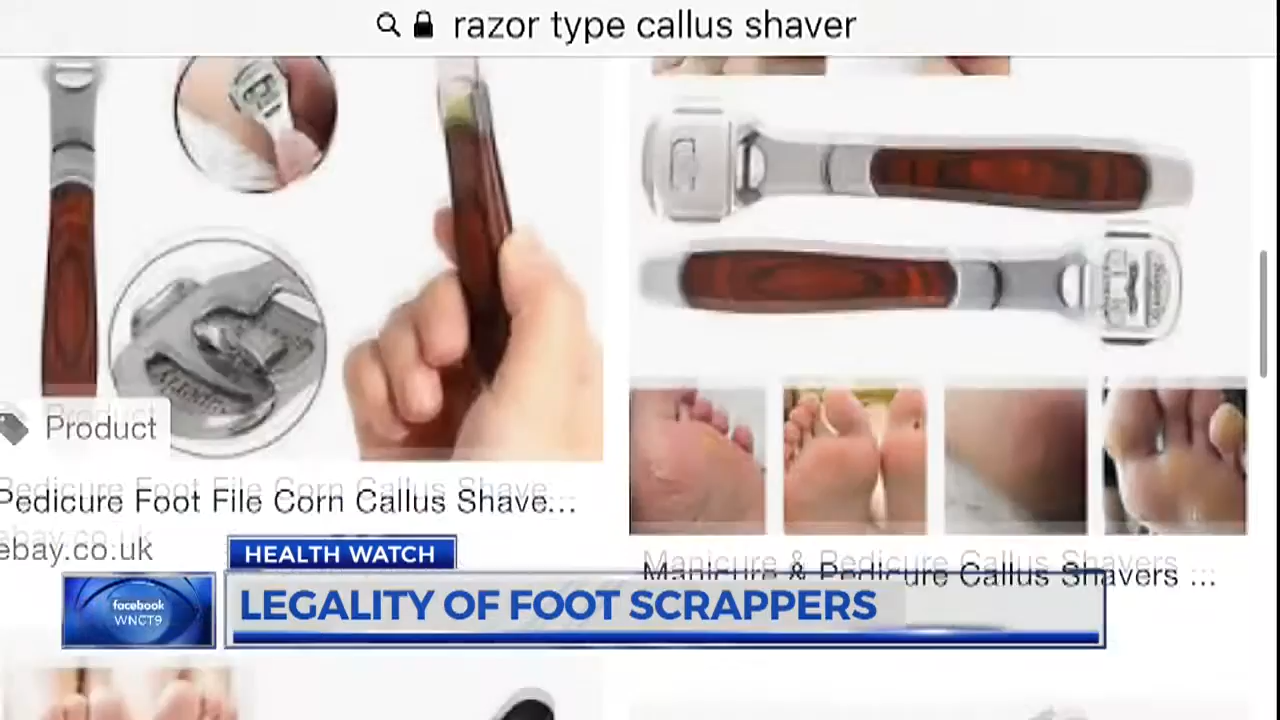 razor type callus shaver
Product
Pedicure Foot File Corn Callus Shave...
ebay.co.uk
Manicure & Pedicure Callus Shavers ...
HEALTH WATCH
facebook
WNCT9
LEGALITY OF FOOT SCRAPPERS